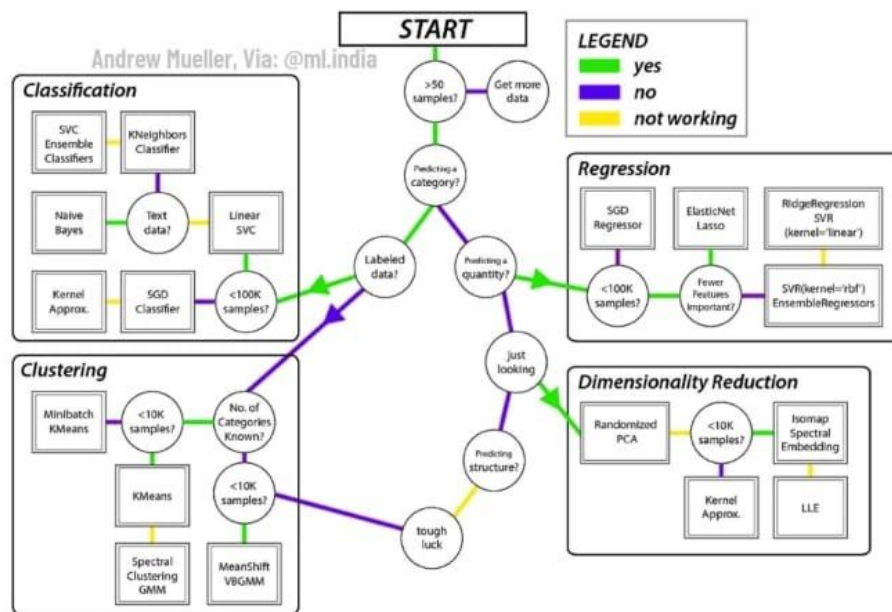 START
Andrew Mueller, Via: @ml.india
LEGEND
yes
no
not working
>50
samples?
Get more
data
Predicting a
category?
Classification
SVC
Ensemble
Classifiers
KNeighbors
Classifier
Naive
Bayes
Text
data?
Linear
SVC
Kernel
Approx.
SGD
Classifier
<100K
samples?
Labeled
data?
Predicting a
quantity?
Regression
SGD
Regressor
ElasticNet
Lasso
RidgeRegression
SVR
(kernel='linear')
<100K
samples?
Fewer
Features
Important?
SVR(kernel='rbf')
EnsembleRegressors
Clustering
Minibatch
KMeans
<10K
samples?
No. of
Categories
Known?
KMeans
<10K
samples?
Spectral
Clustering
GMM
MeanShift
VBGMM
just
looking
Predicting
structure?
tough
luck
Dimensionality Reduction
Randomized
PCA
<10K
samples?
Isomap
Spectral
Embedding
Kernel
Approx.
LLE